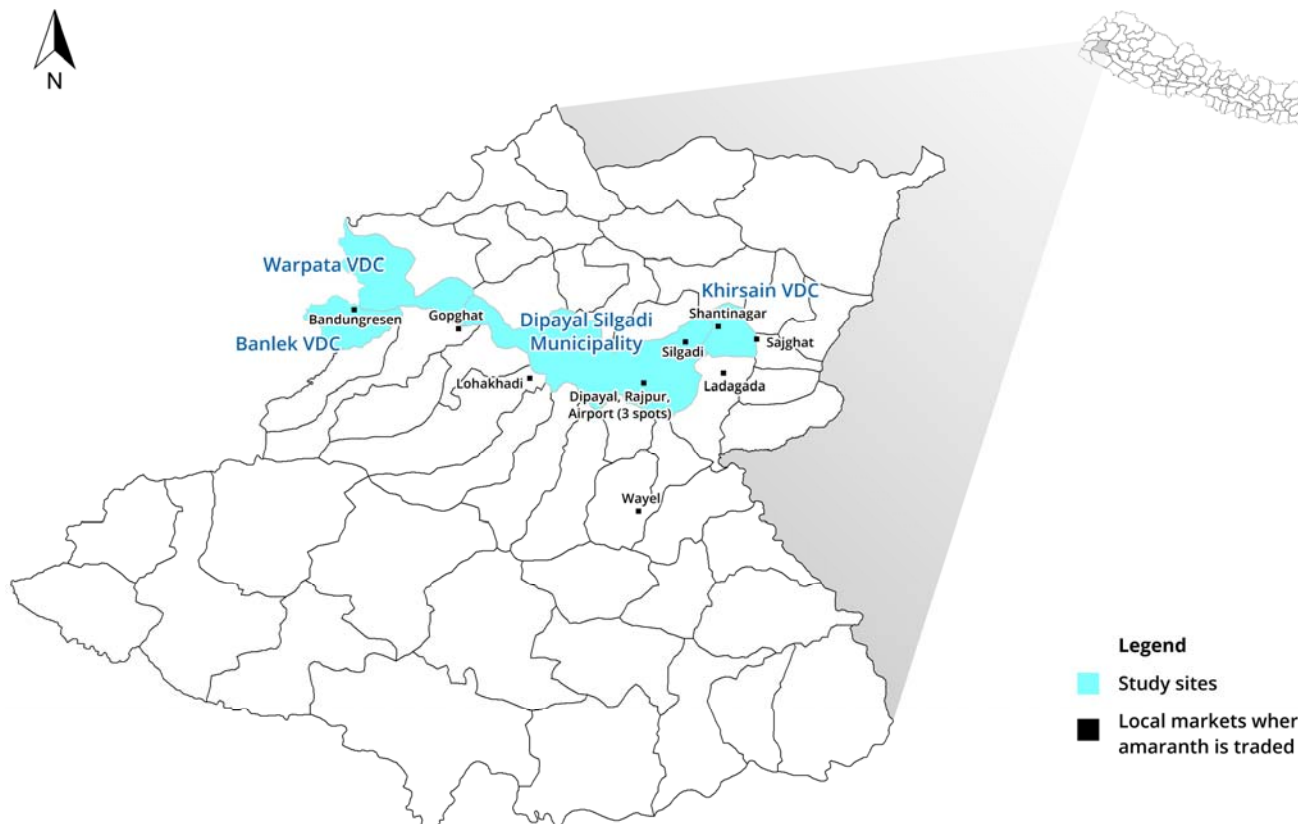 N
Warpata VDC
Khirsain VDC
Bandungresen
Gopghat
Dipayal Silgadi
Municipality
Shantinagar
Banlek VDC
Silgadi
Sajghat
Lohakhadi
Dipayal, Rajpur,
Airport (3 spots)
Ladagada
Wayel
Legend
Study sites
Local markets wher
amaranth is traded